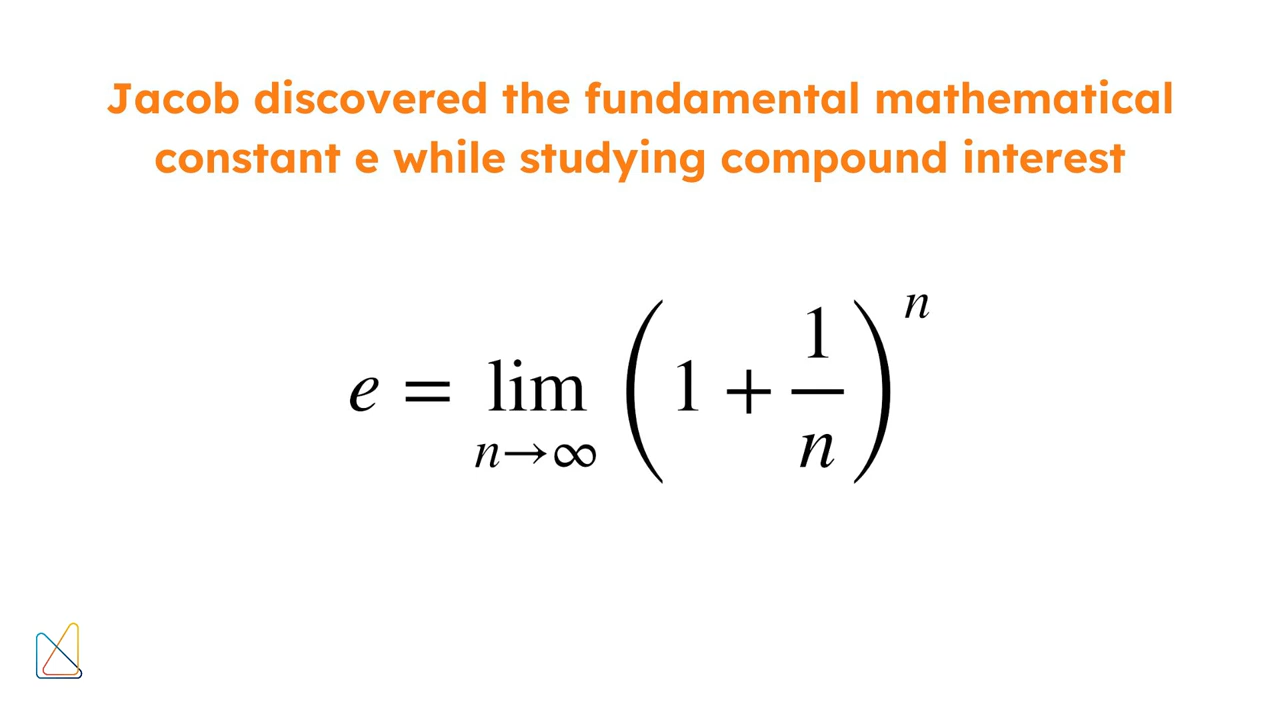 Jacob discovered the fundamental mathematical
constant e while studying compound interest
e = lim n→∞ (1 + 1/n)^n